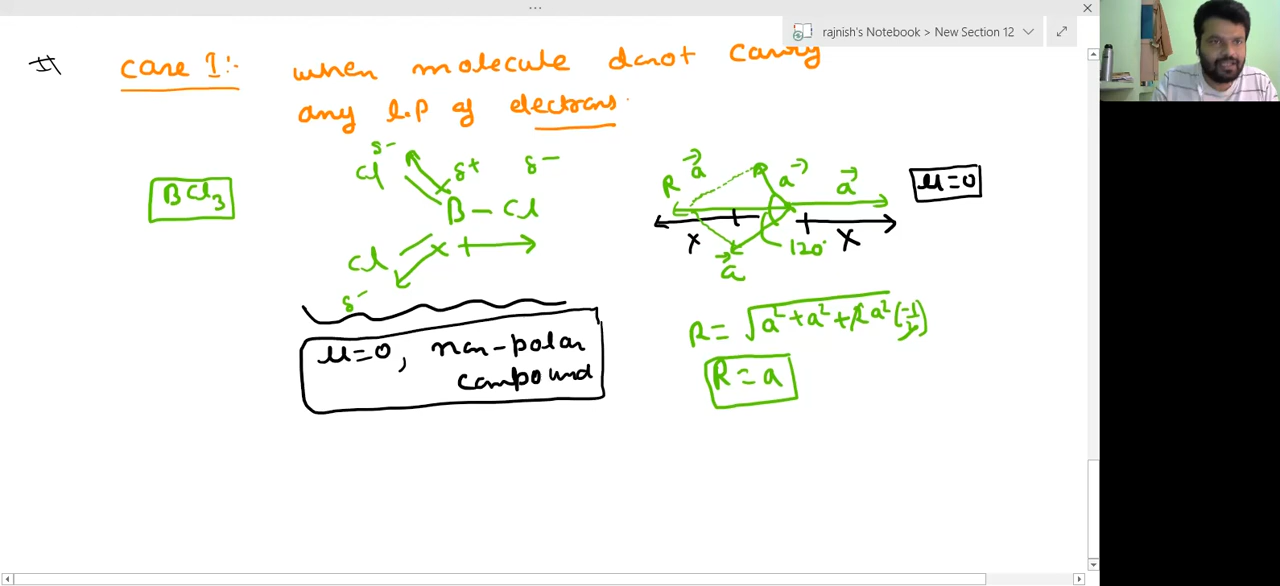 rajnish's Notebook > New Section 12
# Case I:- when molecule donot carry
any l.p of electrons.
BCl3
Cl δ-
B δ+ — Cl δ-
Cl δ-
R a→ a→ a→
μ=0
x 120° x
a→
μ=0, non-polar
compound
R = √a²+a²+2a²(-1/2)
R = a